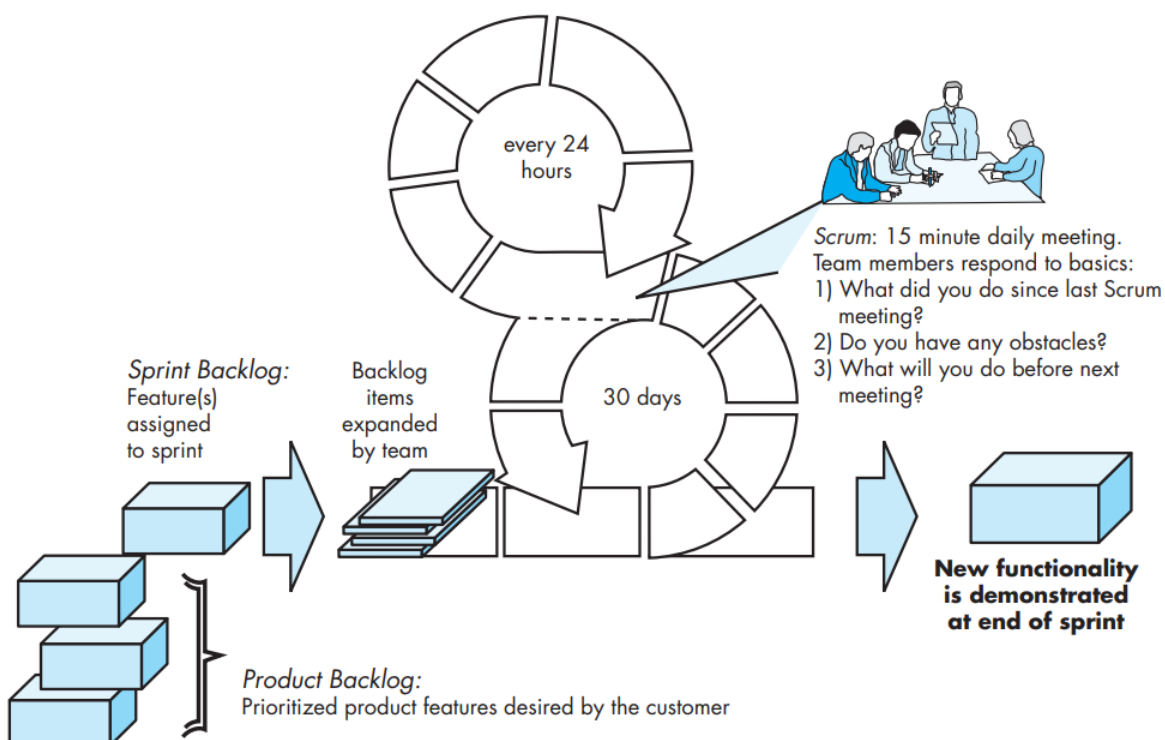 every 24
hours
Scrum: 15 minute daily meeting.
Team members respond to basics:
1) What did you do since last Scrum
meeting?
2) Do you have any obstacles?
3) What will you do before next
meeting?
Sprint Backlog:
Feature(s)
assigned
to sprint
Backlog
items
expanded
by team
30 days
New functionality
is demonstrated
at end of sprint
Product Backlog:
Prioritized product features desired by the customer